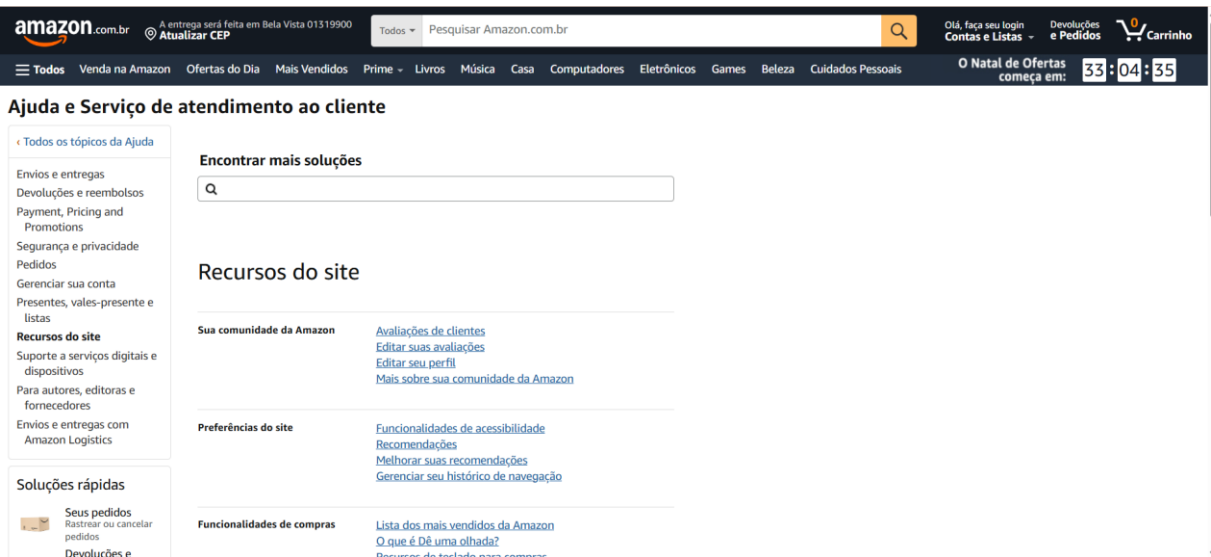 amazon.com.br
A entrega será feita em Bela Vista 01319900
Atualizar CEP
Todos
Pesquisar Amazon.com.br
Olá, faça seu login
Contas e Listas
Devoluções
e Pedidos
0
Carrinho
Todos
Venda na Amazon
Ofertas do Dia
Mais Vendidos
Prime
Livros
Música
Casa
Computadores
Eletrônicos
Games
Beleza
Cuidados Pessoais
O Natal de Ofertas
começa em:
33:04:35
Ajuda e Serviço de atendimento ao cliente
‹ Todos os tópicos da Ajuda
Envios e entregas
Devoluções e reembolsos
Payment, Pricing and
Promotions
Segurança e privacidade
Pedidos
Gerenciar sua conta
Presentes, vales-presente e
listas
Recursos do site
Suporte a serviços digitais e
dispositivos
Para autores, editoras e
fornecedores
Envios e entregas com
Amazon Logistics
Soluções rápidas
Seus pedidos
Rastrear ou cancelar
pedidos
Devoluções e
Encontrar mais soluções
Recursos do site
Sua comunidade da Amazon
Avaliações de clientes
Editar suas avaliações
Editar seu perfil
Mais sobre sua comunidade da Amazon
Preferências do site
Funcionalidades de acessibilidade
Recomendações
Melhorar suas recomendações
Gerenciar seu histórico de navegação
Funcionalidades de compras
Lista dos mais vendidos da Amazon
O que é Dê uma olhada?
Recursos de teclado para compras